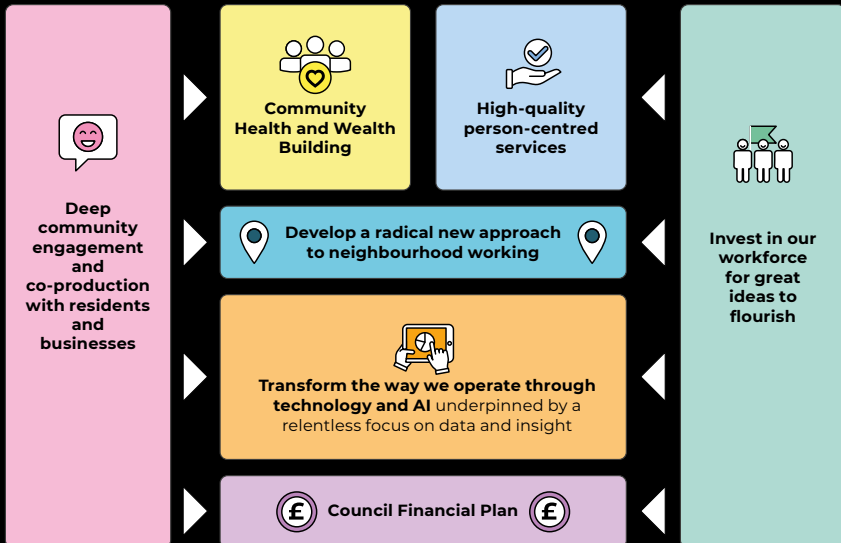 Deep
community
engagement
and
co-production
with residents
and
businesses
Community
Health and Wealth
Building
High-quality
person-centred
services
Develop a radical new approach
to neighbourhood working
Transform the way we operate through
technology and AI underpinned by a
relentless focus on data and insight
£ Council Financial Plan £
Invest in our
workforce
for great
ideas to
flourish